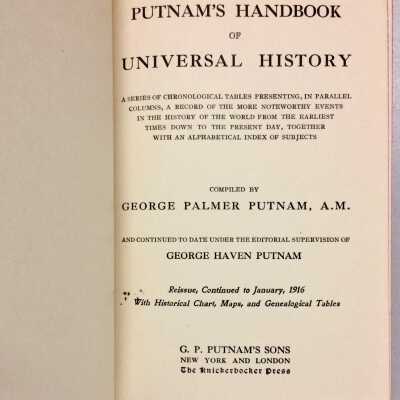 PUTNAM'S HANDBOOK
OF
UNIVERSAL HISTORY
A SERIES OF CHRONOLOGICAL TABLES PRESENTING, IN PARALLEL
COLUMNS, A RECORD OF THE MORE NOTEWORTHY EVENTS
IN THE HISTORY OF THE WORLD FROM THE EARLIEST
TIMES DOWN TO THE PRESENT DAY, TOGETHER
WITH AN ALPHABETICAL INDEX OF SUBJECTS
COMPILED BY
GEORGE PALMER PUTNAM, A.M.
AND CONTINUED TO DATE UNDER THE EDITORIAL SUPERVISION OF
GEORGE HAVEN PUTNAM
Reissue, Continued to January, 1916
With Historical Chart, Maps, and Genealogical Tables
G. P. PUTNAM'S SONS
NEW YORK AND LONDON
The Knickerbocker Press